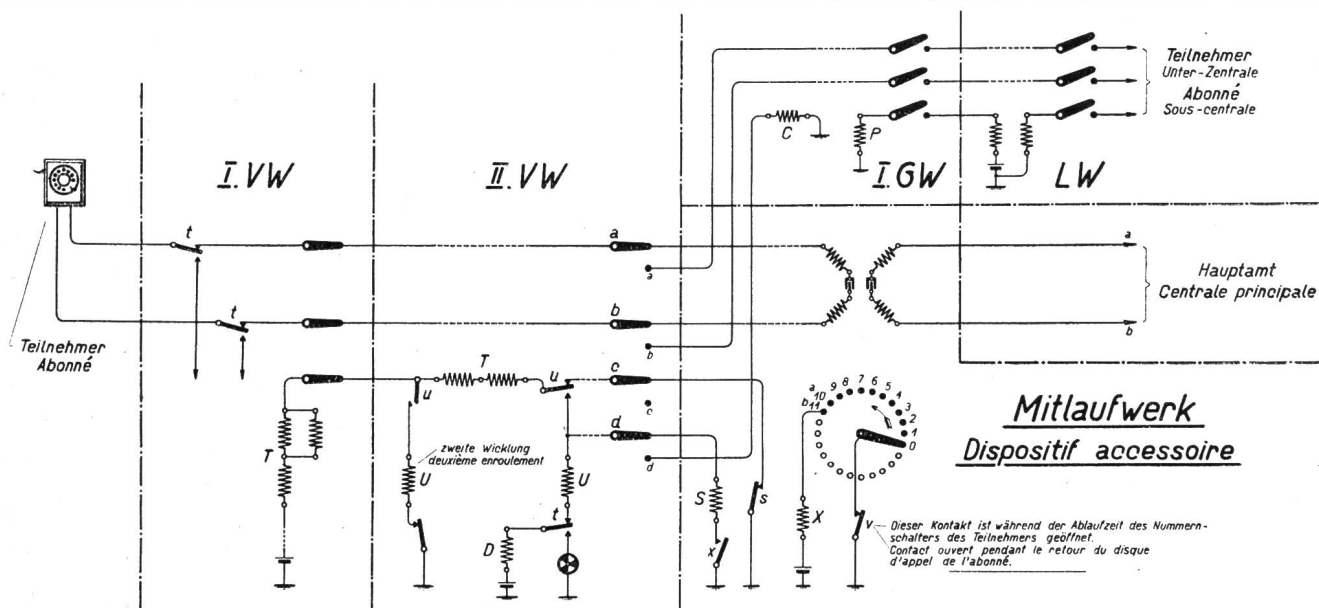 Teilnehmer
Unter-Zentrale
Abonné
Sous-centrale
C
P
I. VW
II. VW
I. GW
LW
t
a
a
a
Hauptamt
Centrale principale
t
b
b
b
Teilnehmer
Abonné
T
u
u
c
c
a
b
11
10
9
8
7
6
5
4
3
2
1
0
Mitlaufwerk
Dispositif accessoire
d
d
zweite Wicklung
deuxième enroulement
T
U
U
S
s
X
x
v
t
D
Dieser Kontakt ist während der Ablaufzeit des Nummern-
schalters des Teilnehmers geöffnet.
Contact ouvert pendant le retour du disque
d'appel de l'abonné.